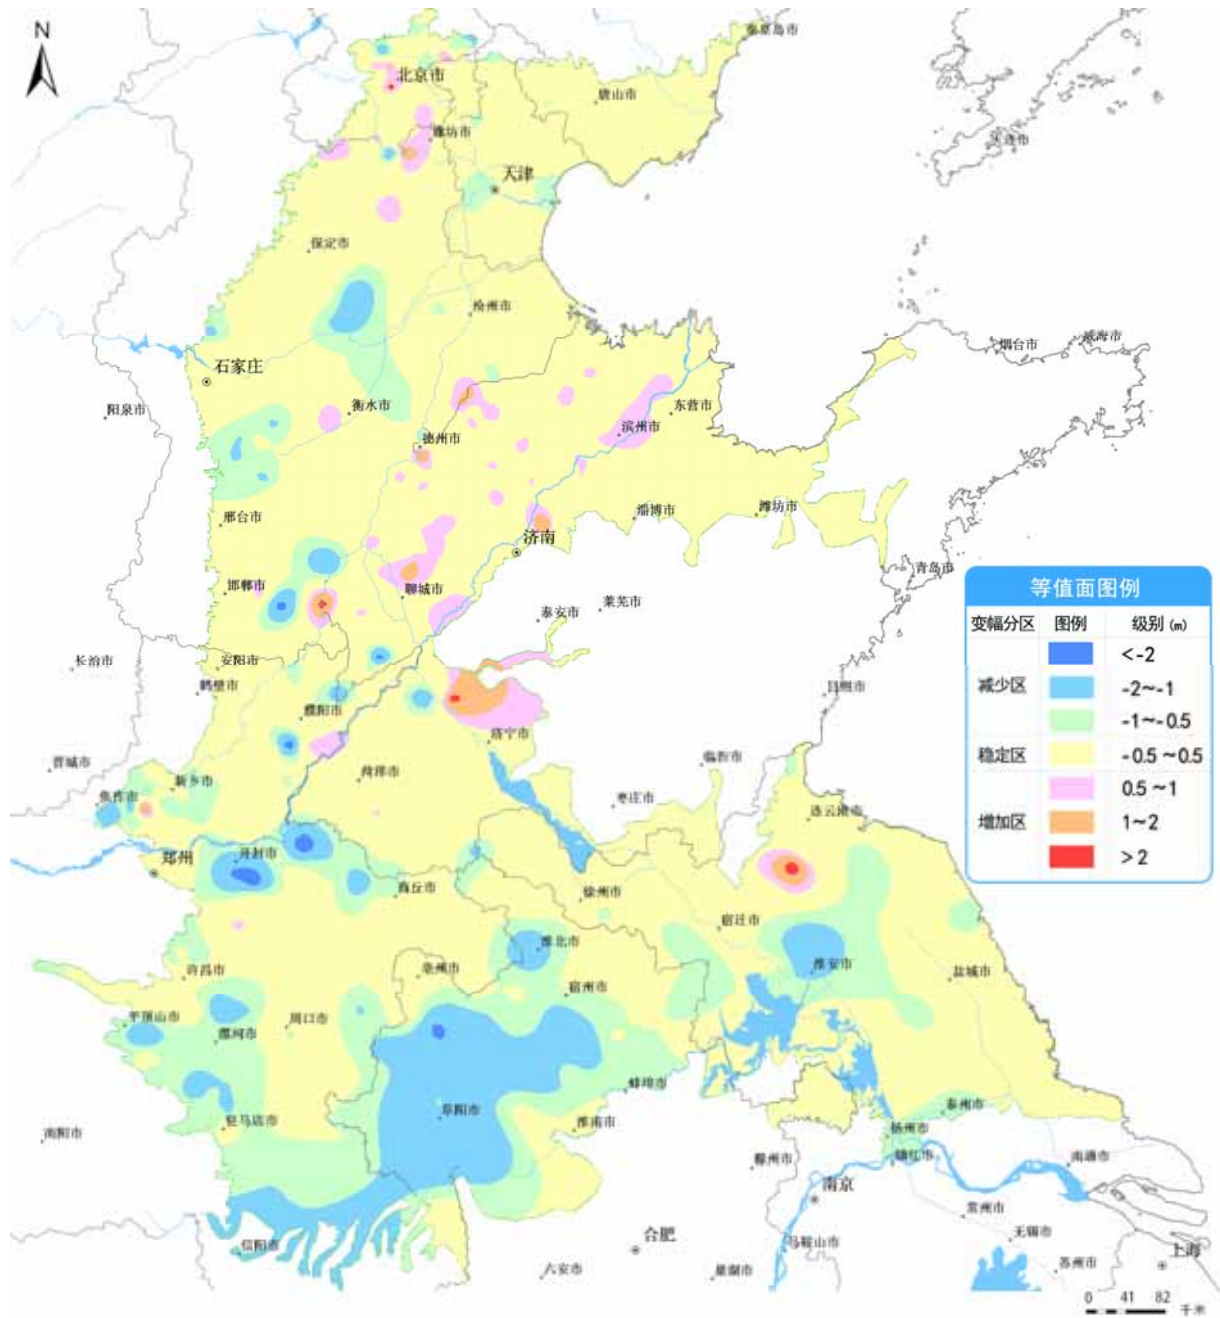 N
秦皇岛市
北京市
唐山市
廊坊市
大连市
天津
保定市
沧州市
烟台市
威海市
石家庄
阳泉市
衡水市
东营市
德州市
滨州市
邢台市
淄博市
潍坊市
济南
青岛市
邯郸市
聊城市
莱芜市
泰安市
等值面图例
变幅分区
图例
级别 (m)
减少区
<-2
-2~-1
-1~-0.5
稳定区
-0.5~0.5
增加区
0.5~1
1~2
>2
长治市
安阳市
鹤壁市
濮阳市
日照市
济宁市
晋城市
新乡市
菏泽市
临沂市
焦作市
枣庄市
连云港市
郑州
开封市
商丘市
徐州市
宿迁市
淮北市
许昌市
亳州市
淮安市
盐城市
宿州市
平顶山市
漯河市
周口市
蚌埠市
阜阳市
泰州市
驻马店市
淮南市
南阳市
扬州市
镇江市
滁州市
南通市
南京
常州市
信阳市
合肥
马鞍山市
无锡市
上海
六安市
巢湖市
苏州市
0 41 82
千米